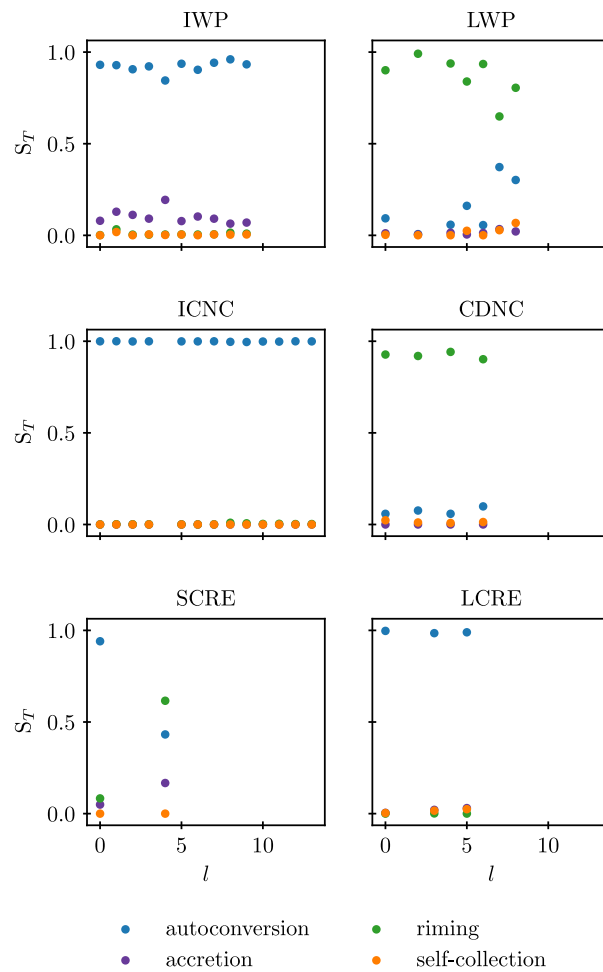 IWP LWP
S_T 1.0 0.5 0.0
ICNC CDNC
S_T 1.0 0.5 0.0
SCRE LCRE
S_T 1.0 0.5 0.0
0 5 10 0 5 10
l l
autoconversion riming
accretion self-collection